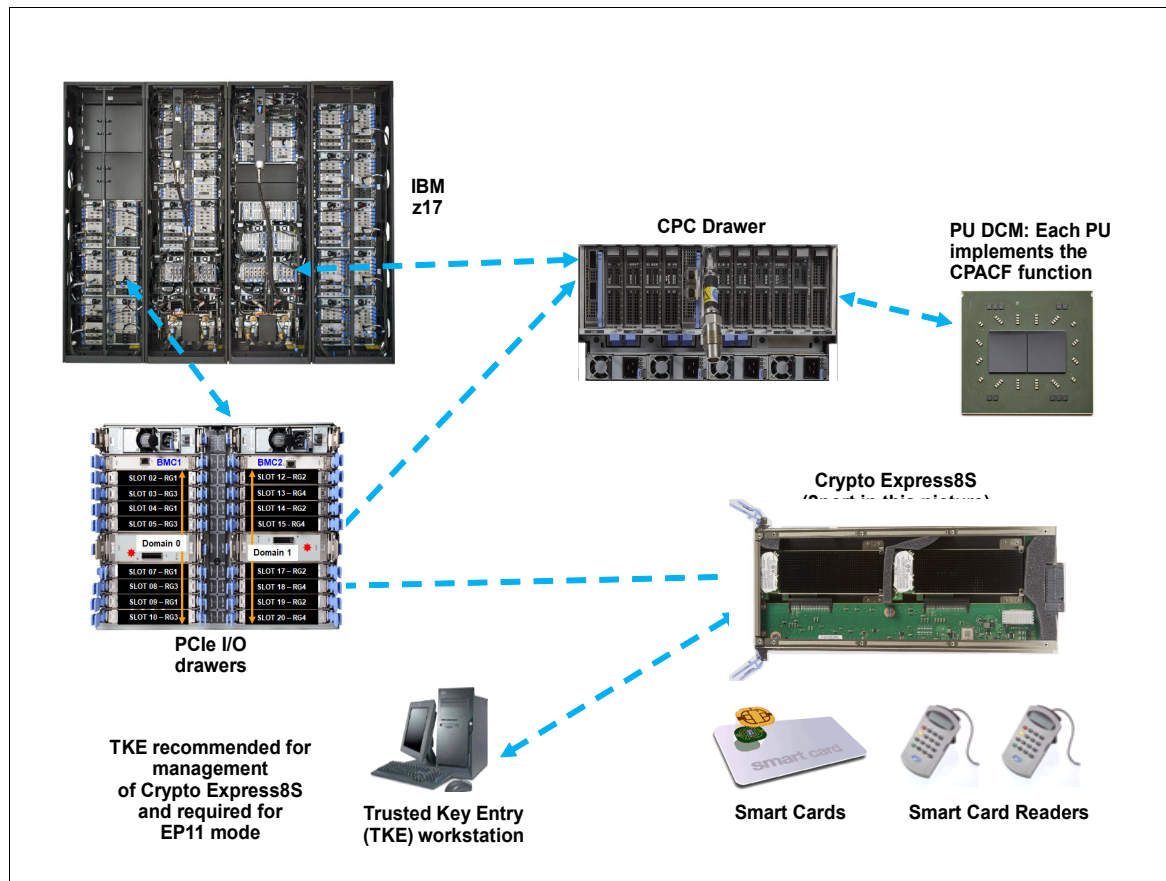 IBM
z17
CPC Drawer
PU DCM: Each PU
implements the
CPACF function
BMC1
BMC2
SLOT 02 – RG1
SLOT 12 – RG2
SLOT 03 – RG3
SLOT 13 – RG4
SLOT 04 – RG1
SLOT 14 – RG2
SLOT 05 – RG3
SLOT 15 - RG4
Domain 0
Domain 1
SLOT 07 – RG1
SLOT 17 – RG2
SLOT 08 – RG3
SLOT 18 – RG4
SLOT 09 – RG1
SLOT 19 – RG2
SLOT 10 – RG3
SLOT 20 – RG4
PCIe I/O
drawers
Crypto Express8S
in this picture)
TKE recommended for
management
of Crypto Express8S
and required for
EP11 mode
Trusted Key Entry
(TKE) workstation
smart card
Smart Cards
Smart Card Readers